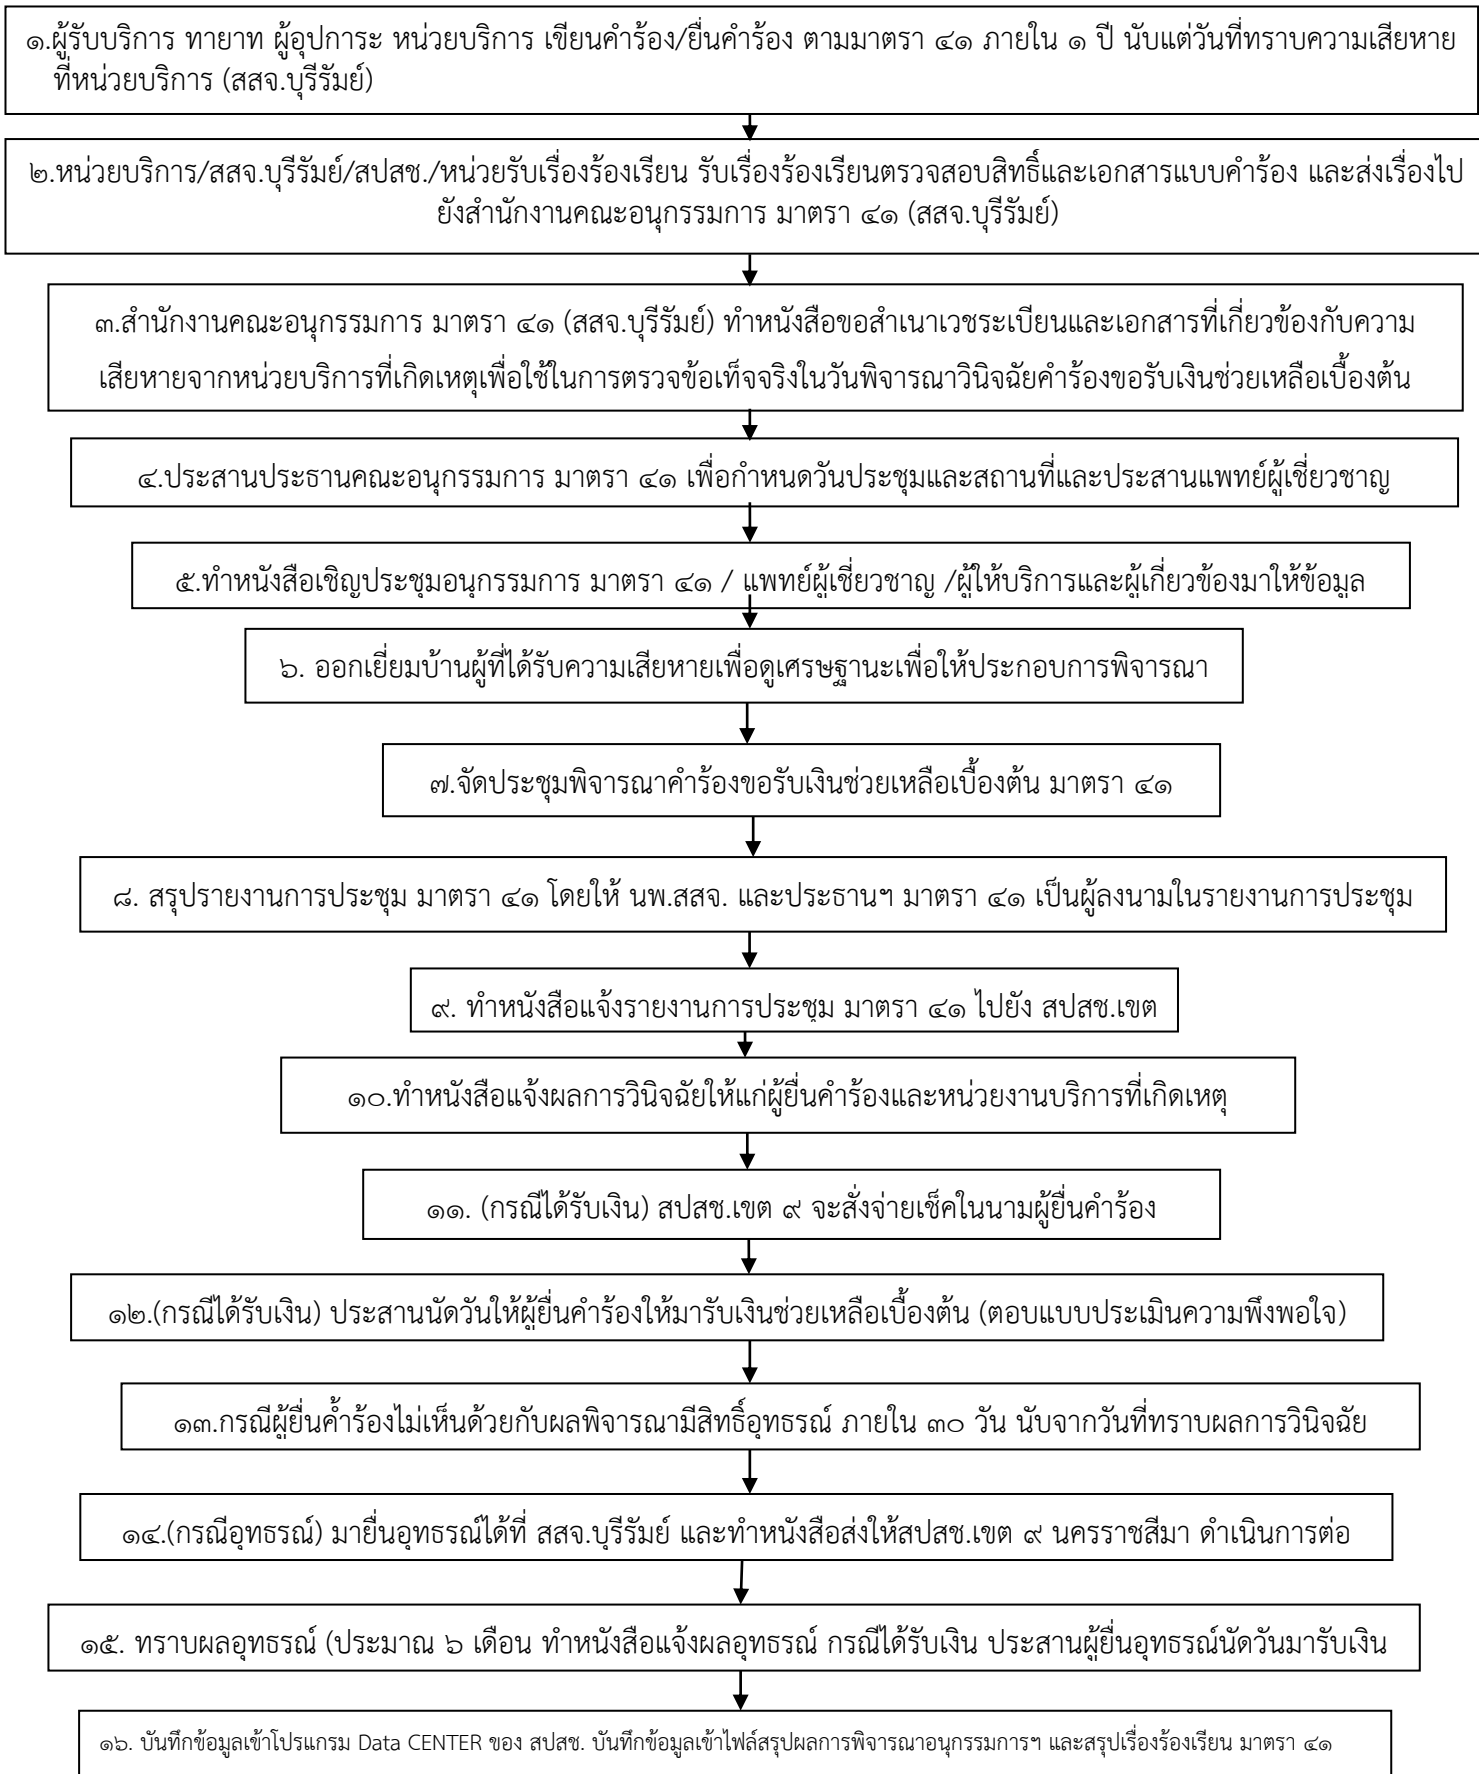 ๑.ผู้รับบริการ ทายาท ผู้อุปการะ หน่วยบริการ เขียนคำร้อง/ยื่นคำร้อง ตามมาตรา ๔๑ ภายใน ๑ ปี นับแต่วันที่ทราบความเสียหาย
ที่หน่วยบริการ (สสจ.บุรีรัมย์)
๒.หน่วยบริการ/สสจ.บุรีรัมย์/สปสช./หน่วยรับเรื่องร้องเรียน รับเรื่องร้องเรียนตรวจสอบสิทธิ์และเอกสารแบบคำร้อง และส่งเรื่องไป
ยังสำนักงานคณะอนุกรรมการ มาตรา ๔๑ (สสจ.บุรีรัมย์)
๓.สำนักงานคณะอนุกรรมการ มาตรา ๔๑ (สสจ.บุรีรัมย์) ทำหนังสือขอสำเนาเวชระเบียนและเอกสารที่เกี่ยวข้องกับความ
เสียหายจากหน่วยบริการที่เกิดเหตุเพื่อใช้ในการตรวจข้อเท็จจริงในวันพิจารณาวินิจฉัยคำร้องขอรับเงินช่วยเหลือเบื้องต้น
๔.ประสานประธานคณะอนุกรรมการ มาตรา ๔๑ เพื่อกำหนดวันประชุมและสถานที่และประสานแพทย์ผู้เชี่ยวชาญ
๕.ทำหนังสือเชิญประชุมอนุกรรมการ มาตรา ๔๑ / แพทย์ผู้เชี่ยวชาญ /ผู้ให้บริการและผู้เกี่ยวข้องมาให้ข้อมูล
๖. ออกเยี่ยมบ้านผู้ที่ได้รับความเสียหายเพื่อดูเศรษฐานะเพื่อให้ประกอบการพิจารณา
๗.จัดประชุมพิจารณาคำร้องขอรับเงินช่วยเหลือเบื้องต้น มาตรา ๔๑
๘. สรุปรายงานการประชุม มาตรา ๔๑ โดยให้ นพ.สสจ. และประธานฯ มาตรา ๔๑ เป็นผู้ลงนามในรายงานการประชุม
๙. ทำหนังสือแจ้งรายงานการประชุม มาตรา ๔๑ ไปยัง สปสช.เขต
๑๐.ทำหนังสือแจ้งผลการวินิจฉัยให้แก่ผู้ยื่นคำร้องและหน่วยงานบริการที่เกิดเหตุ
๑๑. (กรณีได้รับเงิน) สปสช.เขต ๙ จะสั่งจ่ายเช็คในนามผู้ยื่นคำร้อง
๑๒.(กรณีได้รับเงิน) ประสานนัดวันให้ผู้ยื่นคำร้องให้มารับเงินช่วยเหลือเบื้องต้น (ตอบแบบประเมินความพึงพอใจ)
๑๓.กรณีผู้ยื่นค้ำร้องไม่เห็นด้วยกับผลพิจารณามีสิทธิ์อุทธรณ์ ภายใน ๓๐ วัน นับจากวันที่ทราบผลการวินิจฉัย
๑๔.(กรณีอุทธรณ์) มายื่นอุทธรณ์ได้ที่ สสจ.บุรีรัมย์ และทำหนังสือส่งให้สปสช.เขต ๙ นครราชสีมา ดำเนินการต่อ
๑๕. ทราบผลอุทธรณ์ (ประมาณ ๖ เดือน ทำหนังสือแจ้งผลอุทธรณ์ กรณีได้รับเงิน ประสานผู้ยื่นอุทธรณ์นัดวันมารับเงิน
๑๖. บันทึกข้อมูลเข้าโปรแกรม Data CENTER ของ สปสช. บันทึกข้อมูลเข้าไฟล์สรุปผลการพิจารณาอนุกรรมการฯ และสรุปเรื่องร้องเรียน มาตรา ๔๑